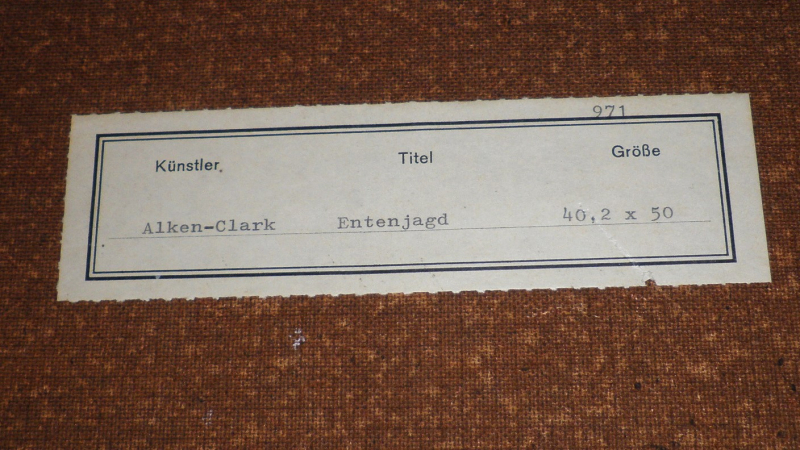 971
Künstler Titel Größe
Alken-Clark Entenjagd 40,2 x 50